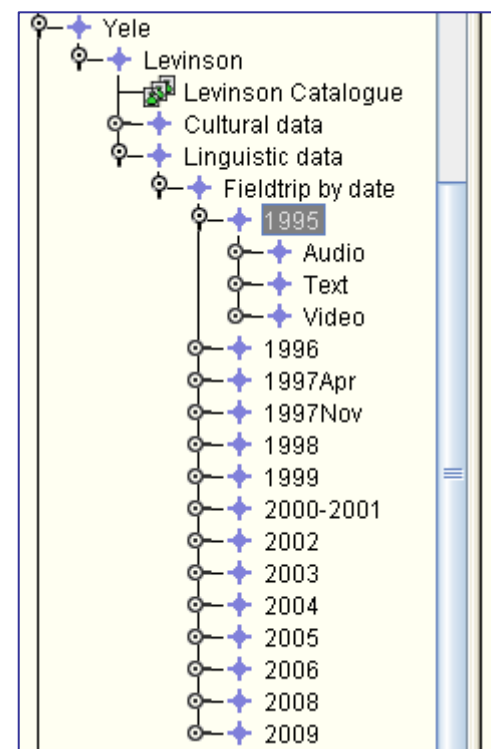 Yele
Levinson
Levinson Catalogue
Cultural data
Linguistic data
Fieldtrip by date
1995
Audio
Text
Video
1996
1997Apr
1997Nov
1998
1999
2000-2001
2002
2003
2004
2005
2006
2008
2009